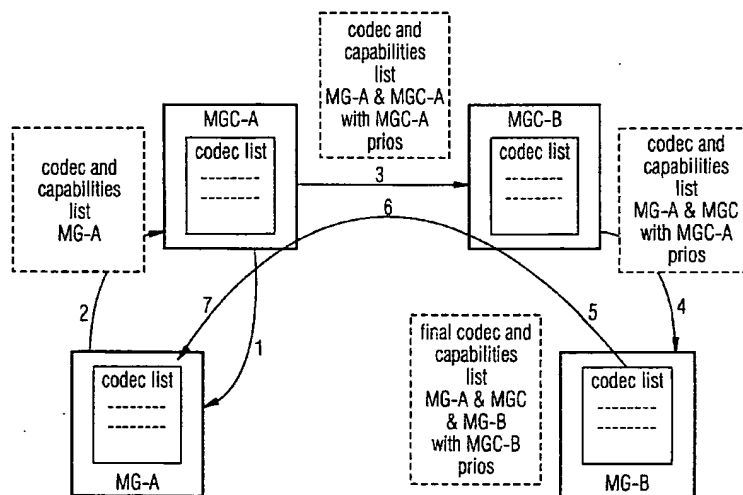 codec and
capabilities
list
MG-A & MGC-A
with MGC-A
prios
MGC-A
codec list
MGC-B
codec list
codec and
capabilities
list
MG-A
codec and
capabilities
list
MG-A & MGC
with MGC-A
prios
3
6
2
7
1
5
4
final codec and
capabilities
list
MG-A & MGC
& MG-B
with MGC-B
prios
codec list
MG-A
codec list
MG-B